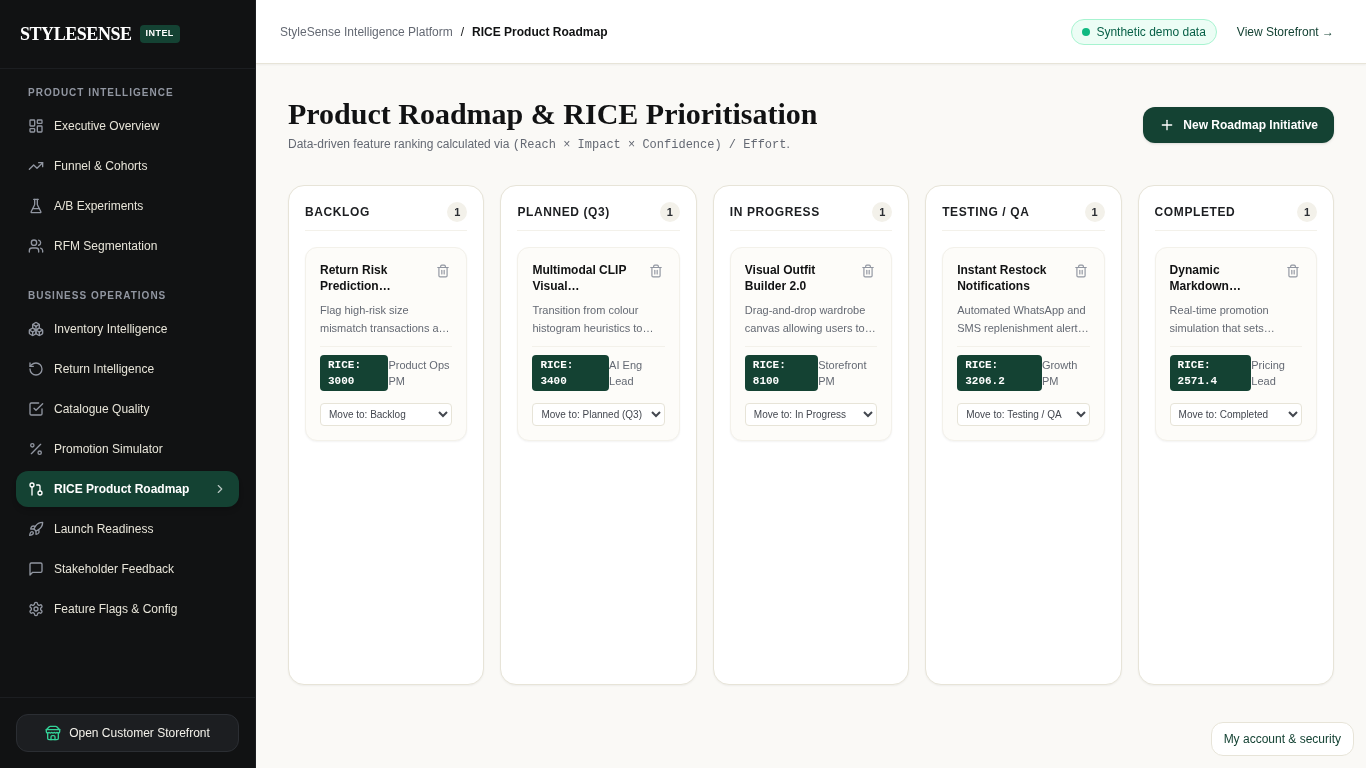 STYLESENSE INTEL
PRODUCT INTELLIGENCE
Executive Overview
Funnel & Cohorts
A/B Experiments
RFM Segmentation
BUSINESS OPERATIONS
Inventory Intelligence
Return Intelligence
Catalogue Quality
Promotion Simulator
RICE Product Roadmap
Launch Readiness
Stakeholder Feedback
Feature Flags & Config
Open Customer Storefront
StyleSense Intelligence Platform / RICE Product Roadmap
Synthetic demo data
View Storefront →
Product Roadmap & RICE Prioritisation
Data-driven feature ranking calculated via (Reach × Impact × Confidence) / Effort.
New Roadmap Initiative
BACKLOG 1
Return Risk
Prediction…
Flag high-risk size
mismatch transactions a…
RICE:
3000
Product Ops
PM
Move to: Backlog
PLANNED (Q3) 1
Multimodal CLIP
Visual…
Transition from colour
histogram heuristics to…
RICE:
3400
AI Eng
Lead
Move to: Planned (Q3)
IN PROGRESS 1
Visual Outfit
Builder 2.0
Drag-and-drop wardrobe
canvas allowing users to…
RICE:
8100
Storefront
PM
Move to: In Progress
TESTING / QA 1
Instant Restock
Notifications
Automated WhatsApp and
SMS replenishment alert…
RICE:
3206.2
Growth
PM
Move to: Testing / QA
COMPLETED 1
Dynamic
Markdown…
Real-time promotion
simulation that sets…
RICE:
2571.4
Pricing
Lead
Move to: Completed
My account & security